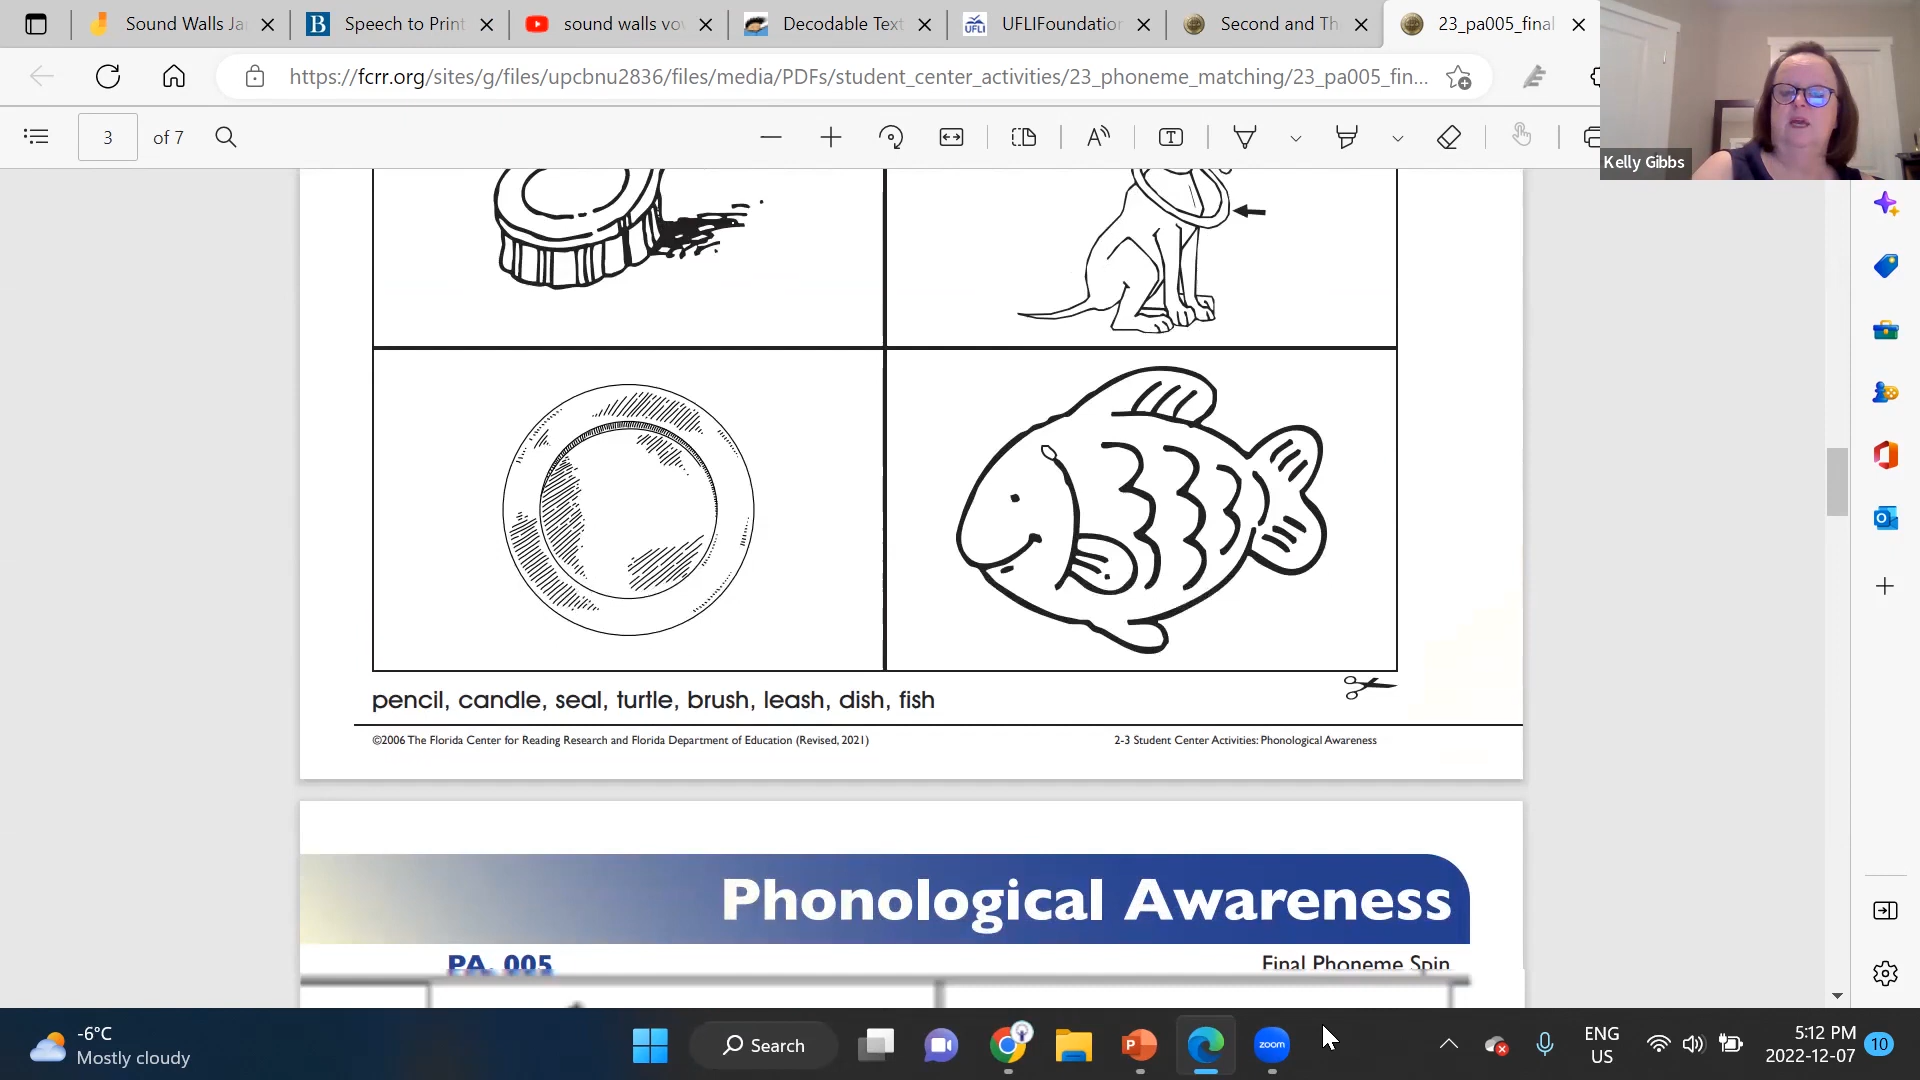 Sound Walls Ja
Speech to Print
sound walls vo
Decodable Text
UFLI
UFLIFoundatio
Second and Th
23_pa005_final
https://fcrr.org/sites/g/files/upcbnu2836/files/media/PDFs/student_center_activities/23_phoneme_matching/23_pa005_fin...
3 of 7
Kelly Gibbs
pencil, candle, seal, turtle, brush, leash, dish, fish
©2006 The Florida Center for Reading Research and Florida Department of Education (Revised, 2021)
2-3 Student Center Activities: Phonological Awareness
Phonological Awareness
PA. 005
Final Phoneme Spin
-6°C
Mostly cloudy
Search
zoom
ENG
US
5:12 PM
2022-12-07
10